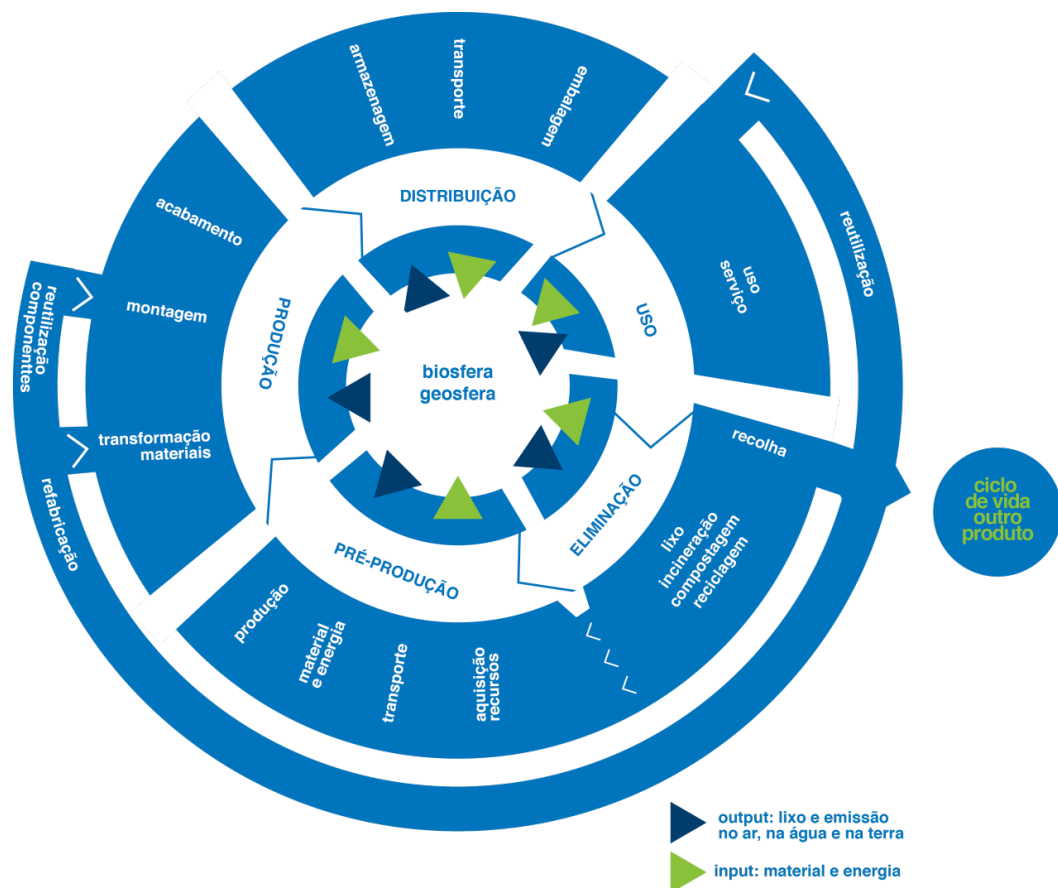 armazenagem
transporte
embalagem
acabamento
DISTRIBUIÇÃO
montagem
PRODUÇÃO
USO
uso
serviço
reutilização
reutilização
componenttes
biosfera
geosfera
transformação
materiais
recolha
refabricação
ELIMINAÇÃO
lixo
incineração
compostagem
reciclagem
ciclo
de vida
outro
produto
PRÉ-PRODUÇÃO
produção
material
e energia
transporte
aquisição
recursos
output: lixo e emissão
no ar, na água e na terra
input: material e energia